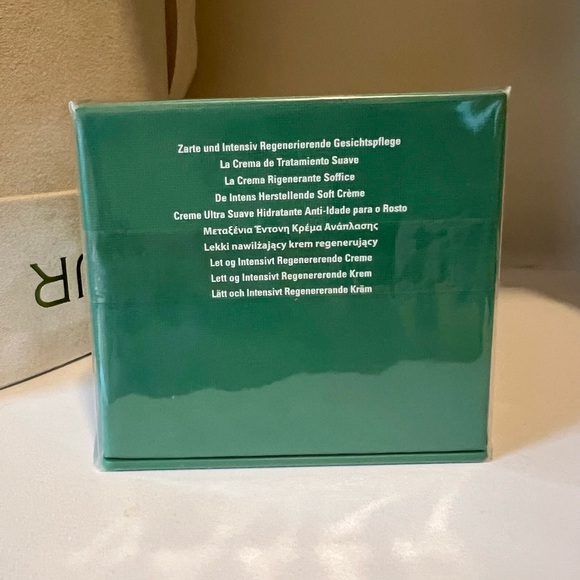 Zarte und Intensiv Regenerierende Gesichtspflege
La Crema de Tratamiento Suave
La Crema Rigenerante Soffice
De Intens Herstellende Soft Crème
Creme Ultra Suave Hidratante Anti-Idade para o Rosto
Μεταξένια Έντονη Κρέμα Ανάπλασης
Lekki nawilżający krem regenerujący
Let og Intensivt Regenererende Creme
Lett og Intensivt Regenererende Krem
Lätt och Intensivt Regenererande Kräm
UR